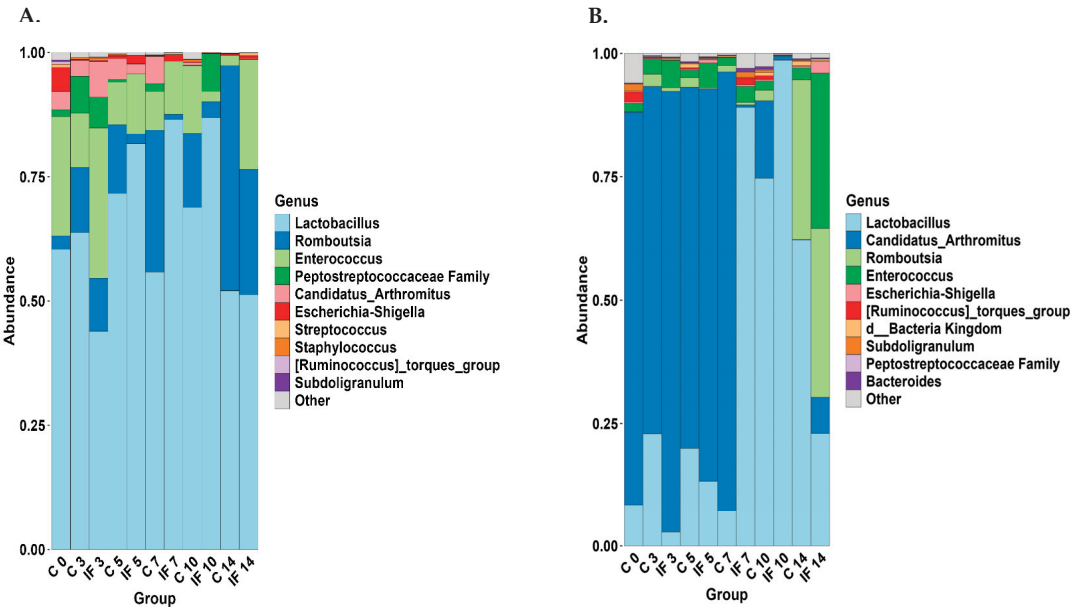 A.
1.00
0.75
0.50
0.25
0.00
Abundance
C 0
C 3
IF 3
C 5
IF 5
C 7
IF 7
C 10
IF 10
C 14
IF 14
Group
Genus
Lactobacillus
Romboutsia
Enterococcus
Peptostreptococcaceae Family
Candidatus_Arthromitus
Escherichia-Shigella
Streptococcus
Staphylococcus
[Ruminococcus]_torques_group
Subdoligranulum
Other
B.
1.00
0.75
0.50
0.25
0.00
Abundance
C 0
C 3
IF 3
C 5
IF 5
C 7
IF 7
C 10
IF 10
C 14
IF 14
Group
Genus
Lactobacillus
Candidatus_Arthromitus
Romboutsia
Enterococcus
Escherichia-Shigella
[Ruminococcus]_torques_group
d__Bacteria Kingdom
Subdoligranulum
Peptostreptococcaceae Family
Bacteroides
Other